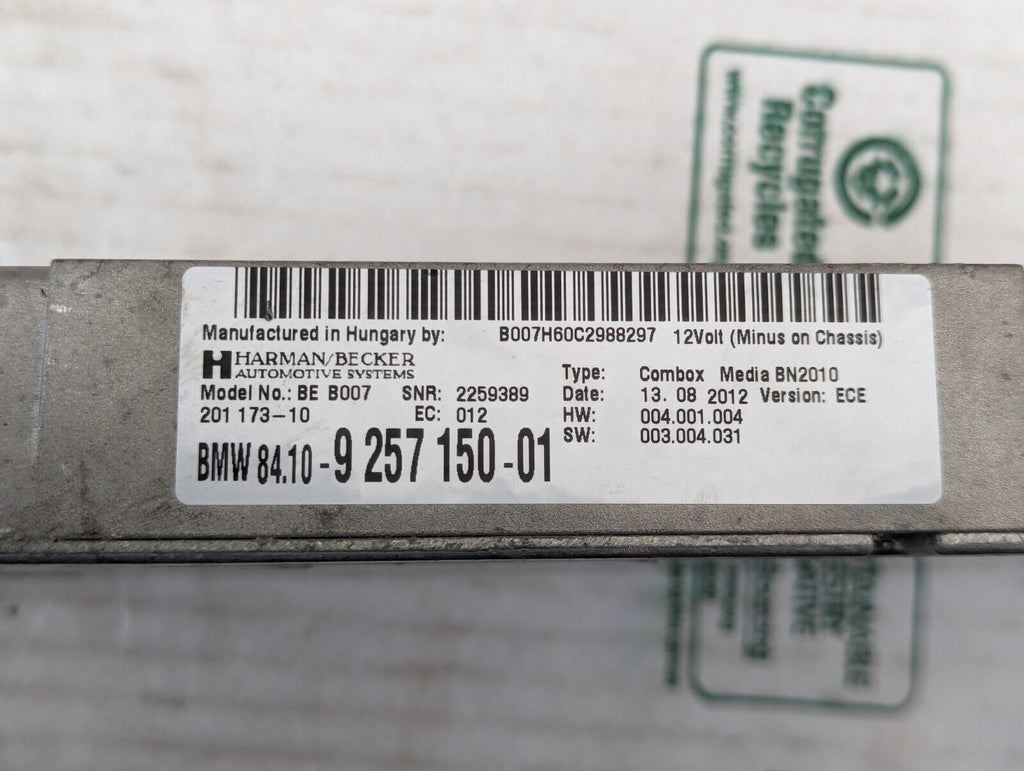 Corrugated
Recycles
Manufactured in Hungary by:
B007H60C2988297 12Volt (Minus on Chassis)
HARMAN/BECKER
AUTOMOTIVE SYSTEMS
Model No.: BE B007 SNR: 2259389
201 173-10 EC: 012
BMW 84.10-9 257 150-01
Type: Combox Media BN2010
Date: 13. 08 2012 Version: ECE
HW: 004.001.004
SW: 003.004.031